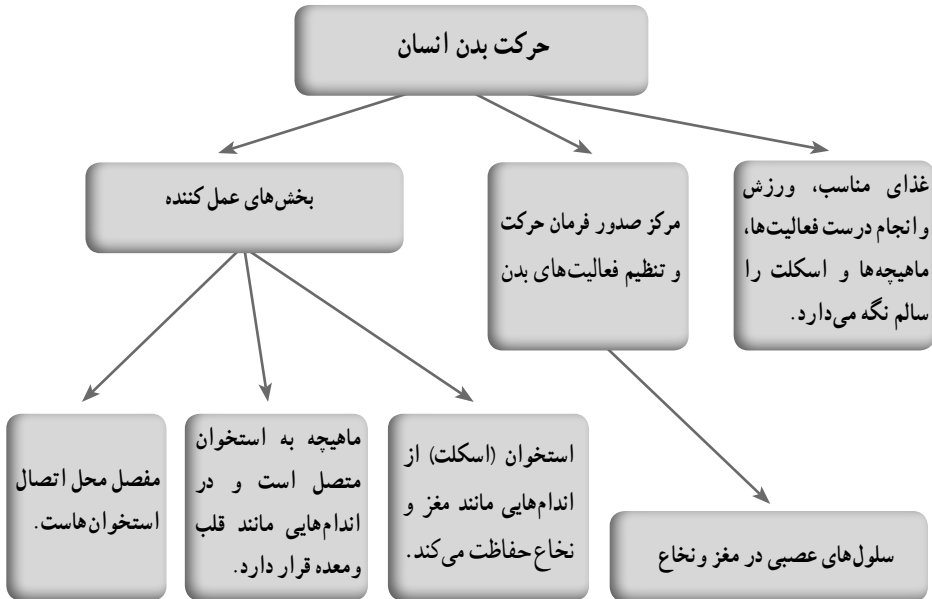 حرکت بدن انسان
غذای مناسب، ورزش
و انجام درست فعالیت‌ها،
ماهیچه‌ها و اسکلت را
سالم نگه می‌دارد.
مرکز صدور فرمان حرکت
و تنظیم فعالیت‌های بدن
بخش‌های عمل کننده
استخوان (اسکلت) از
اندام‌هایی مانند مغز و
نخاع حفاظت می‌کند.
ماهیچه به استخوان
متصل است و در
اندام‌هایی مانند قلب
و معده قرار دارد.
مفصل محل اتصال
استخوان‌هاست.
سلول‌های عصبی در مغز و نخاع